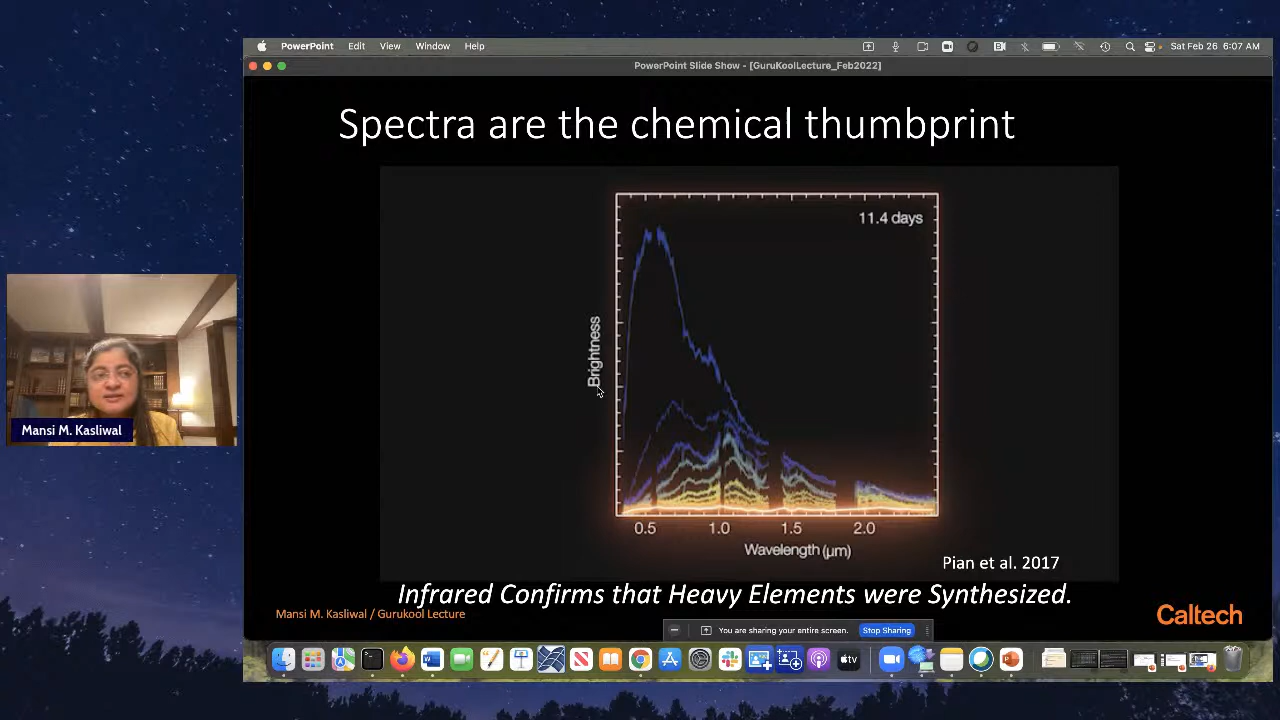 PowerPoint Edit View Window Help Sat Feb 26 6:07 AM
PowerPoint Slide Show - [GuruKoolLecture_Feb2022]
Spectra are the chemical thumbprint
11.4 days
Brightness
0.5 1.0 1.5 2.0
Wavelength (μm)
Pian et al. 2017
Infrared Confirms that Heavy Elements were Synthesized.
Mansi M. Kasliwal / Gurukool Lecture
Caltech
Mansi M. Kasliwal
You are sharing your entire screen. Stop Sharing
tv